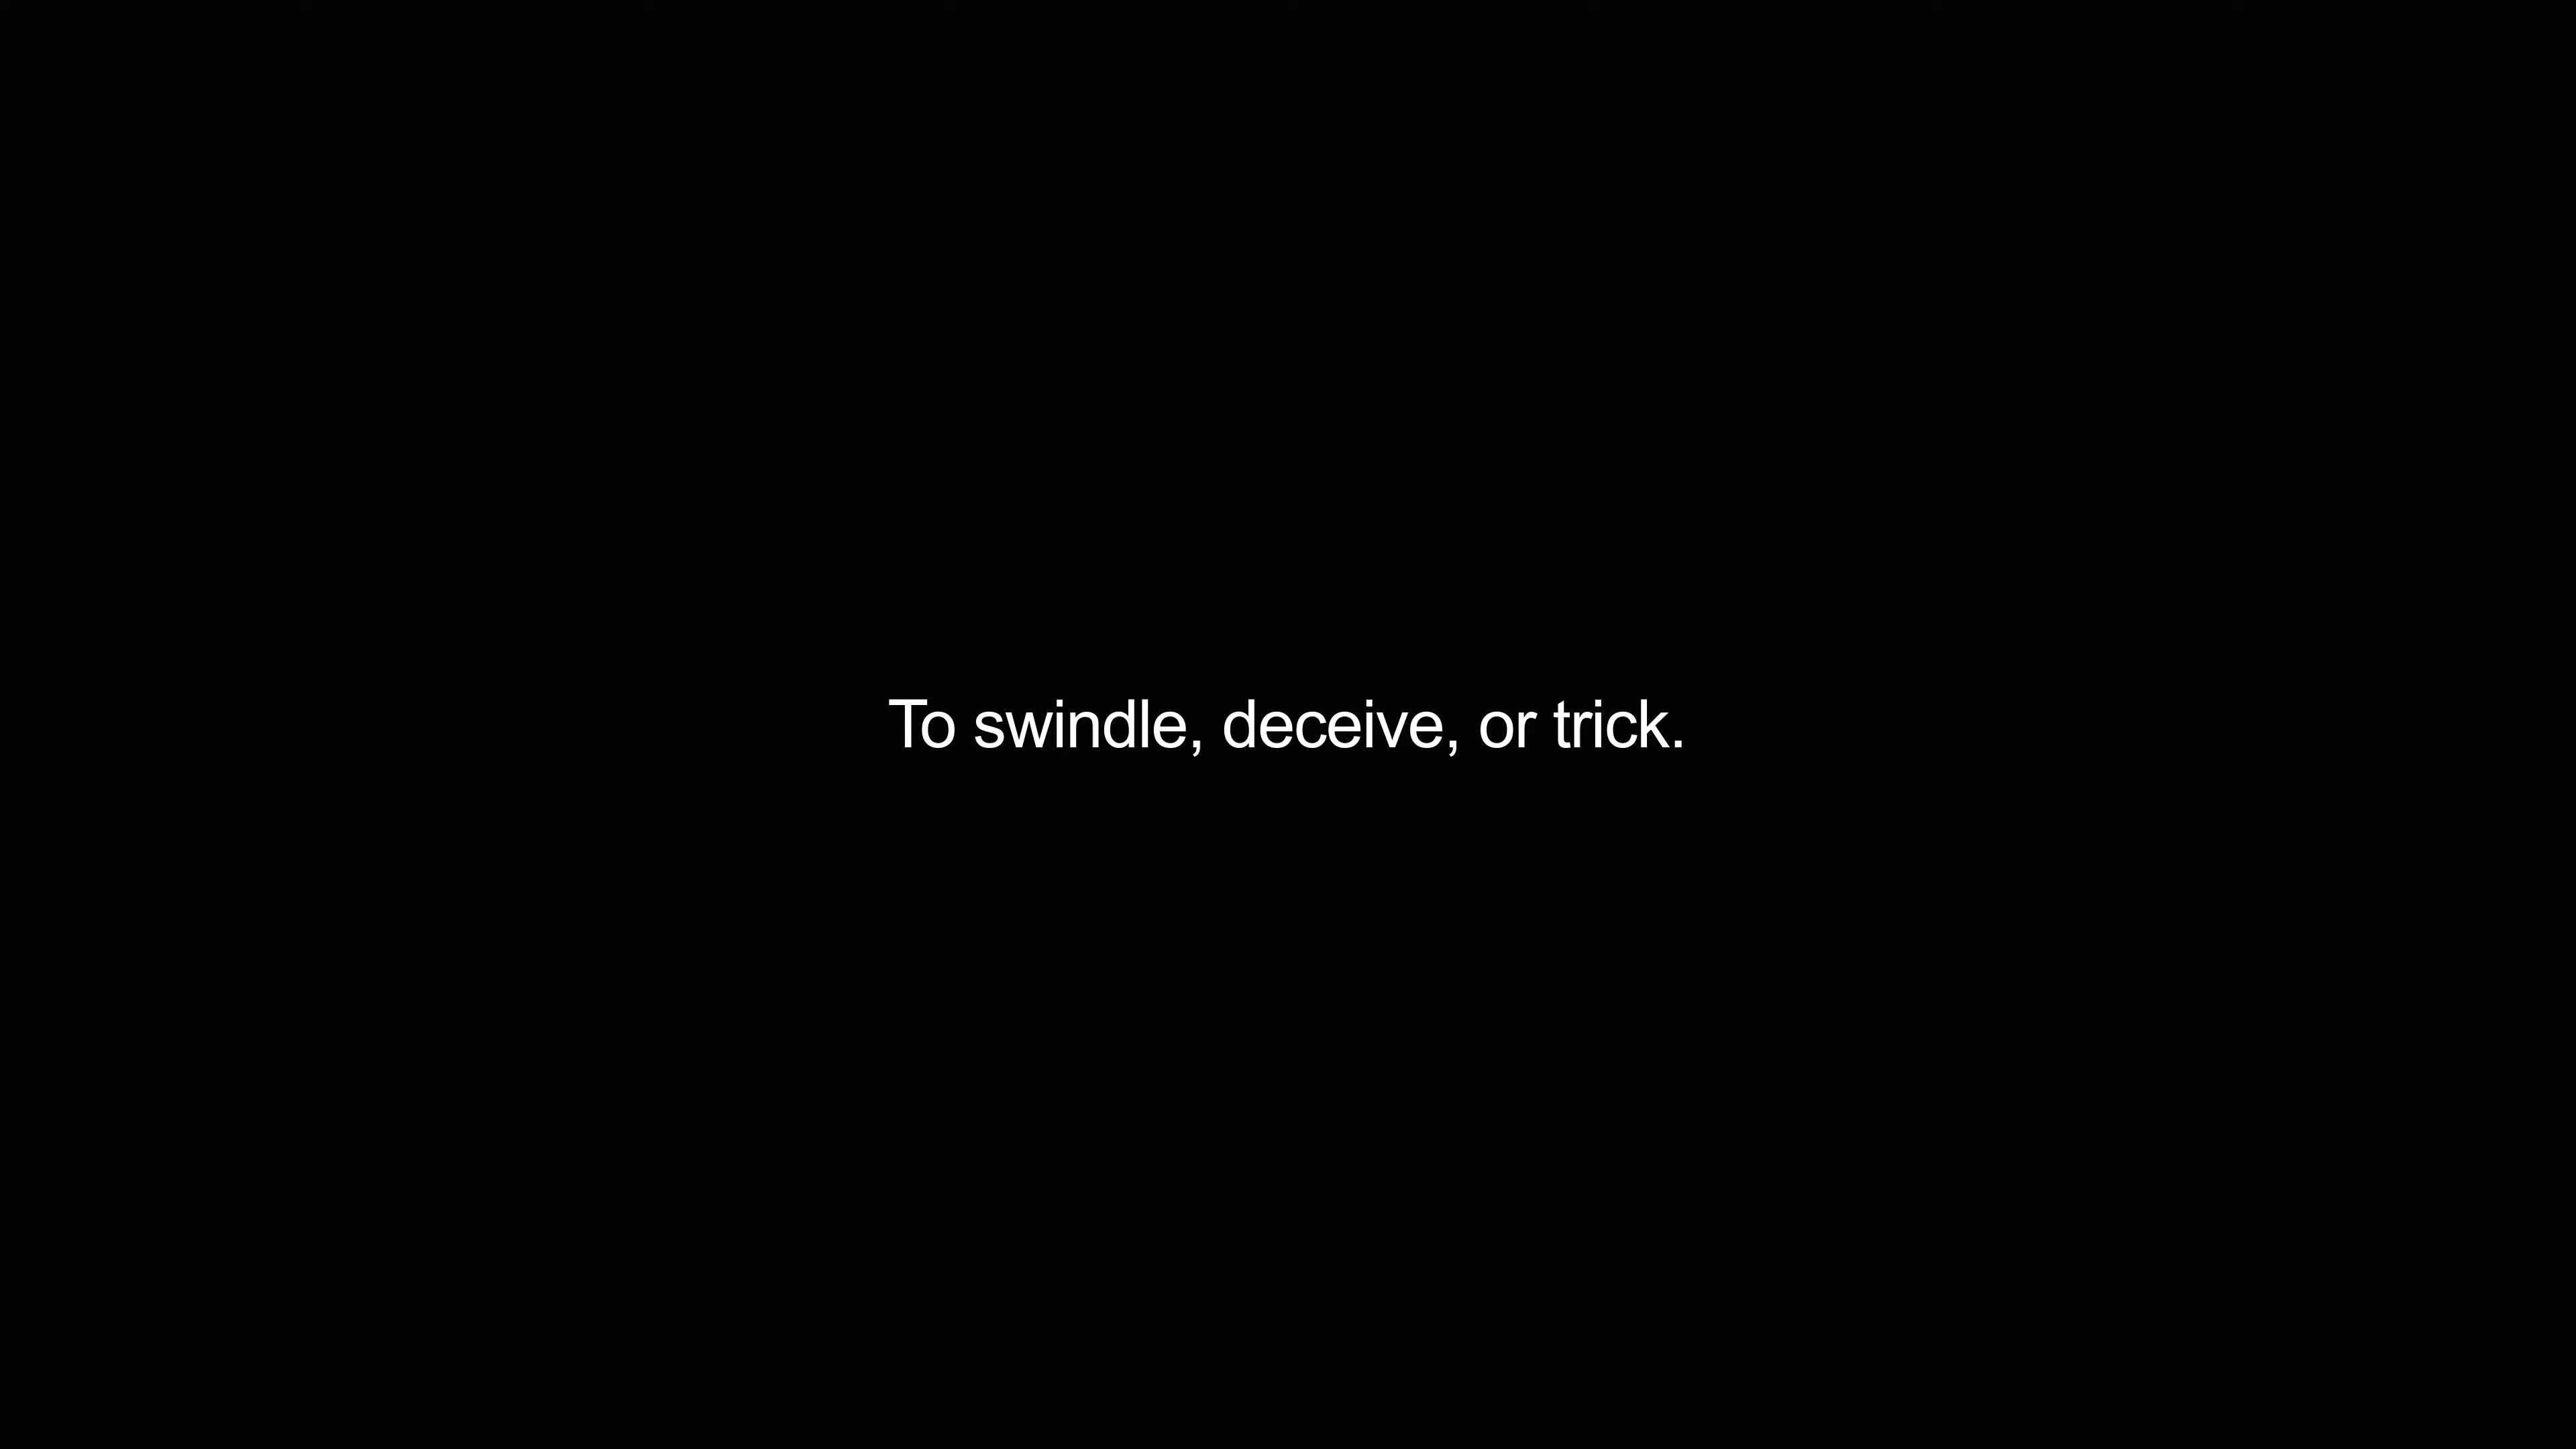 To swindle, deceive, or trick.